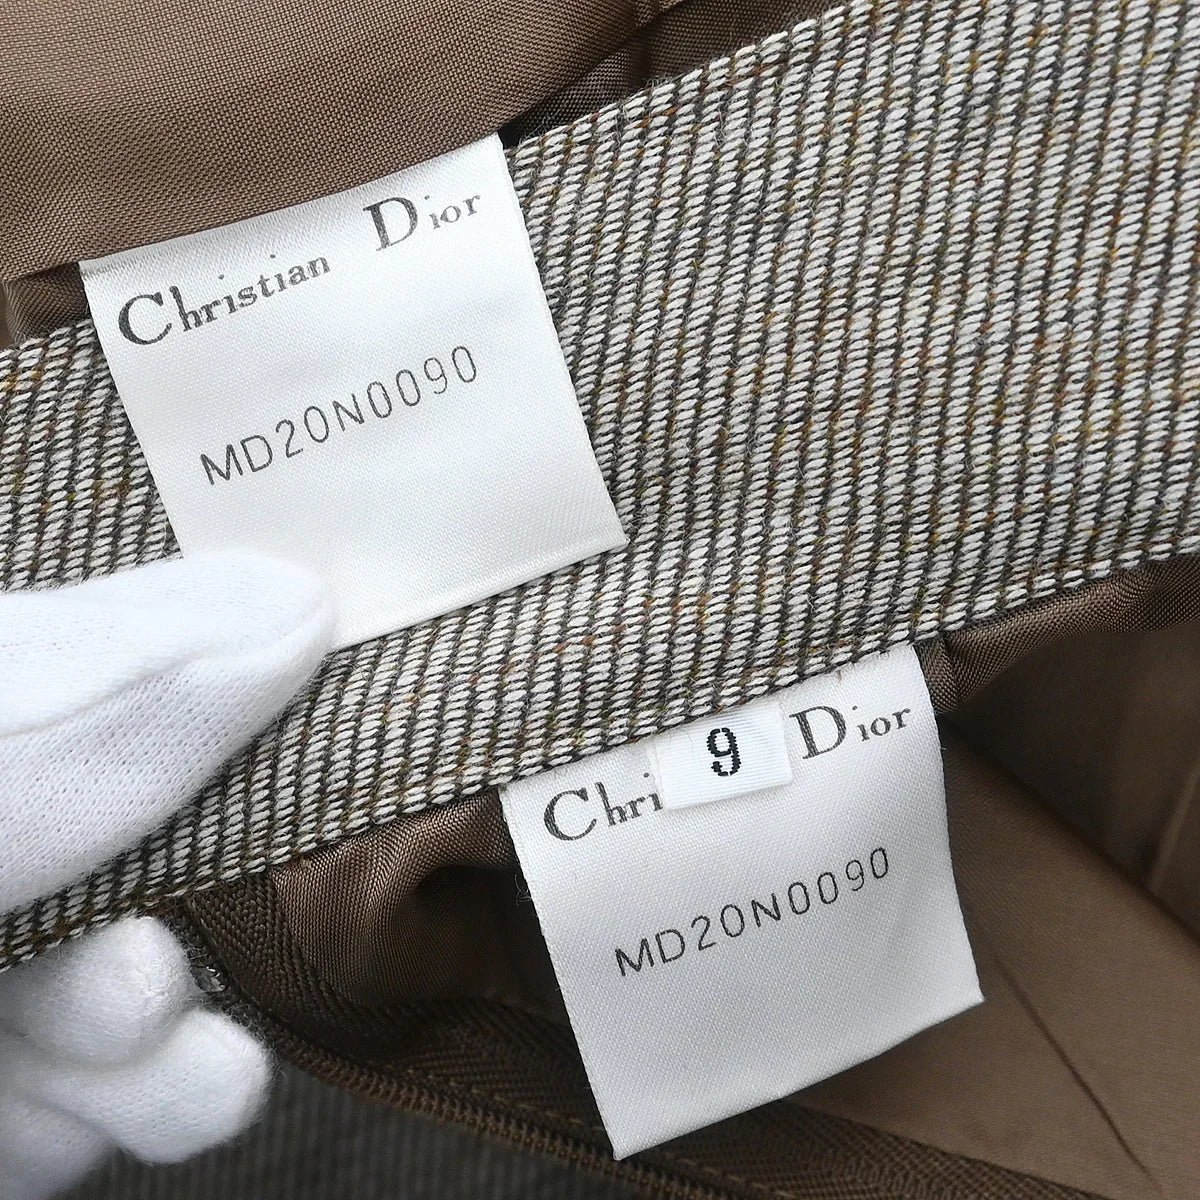 Christian Dior
MD20N0090
9
Chri Dior
MD20N0090